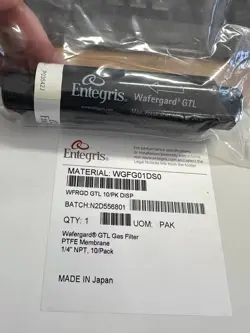 Entegris
Wafergard® GTL
Entegris
MATERIAL: WGFG01DS0
WFRGD GTL 10/PK DISP
BATCH:N2D556801
QTY: 1
UOM: PAK
Wafergard® GTL Gas Filter
PTFE Membrane
1/4" NPT, 10/Pack
MADE IN Japan